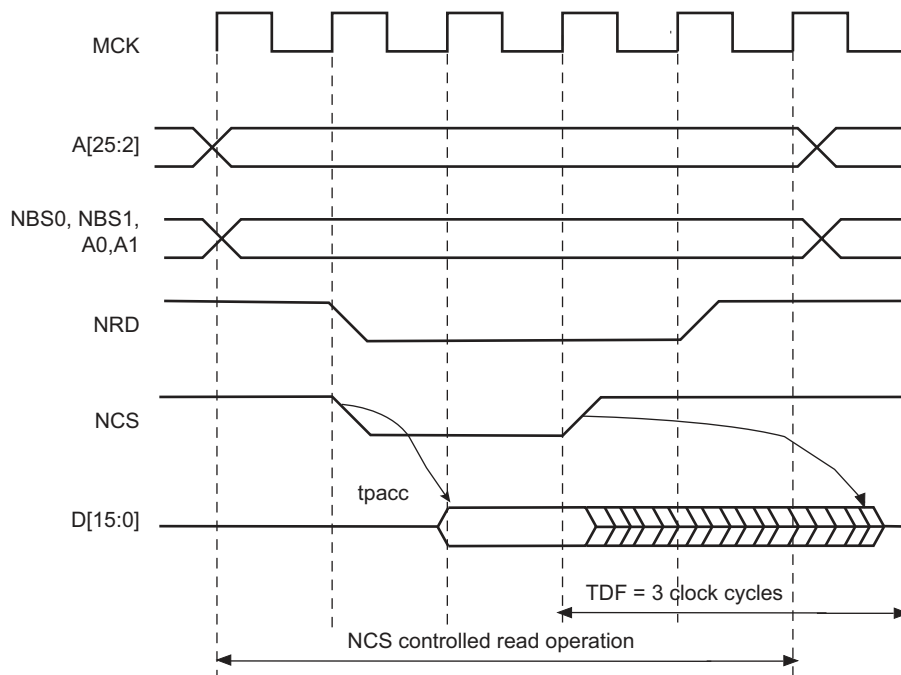 MCK
A[25:2]
NBS0, NBS1,
A0,A1
NRD
NCS
tpacc
D[15:0]
TDF = 3 clock cycles
NCS controlled read operation